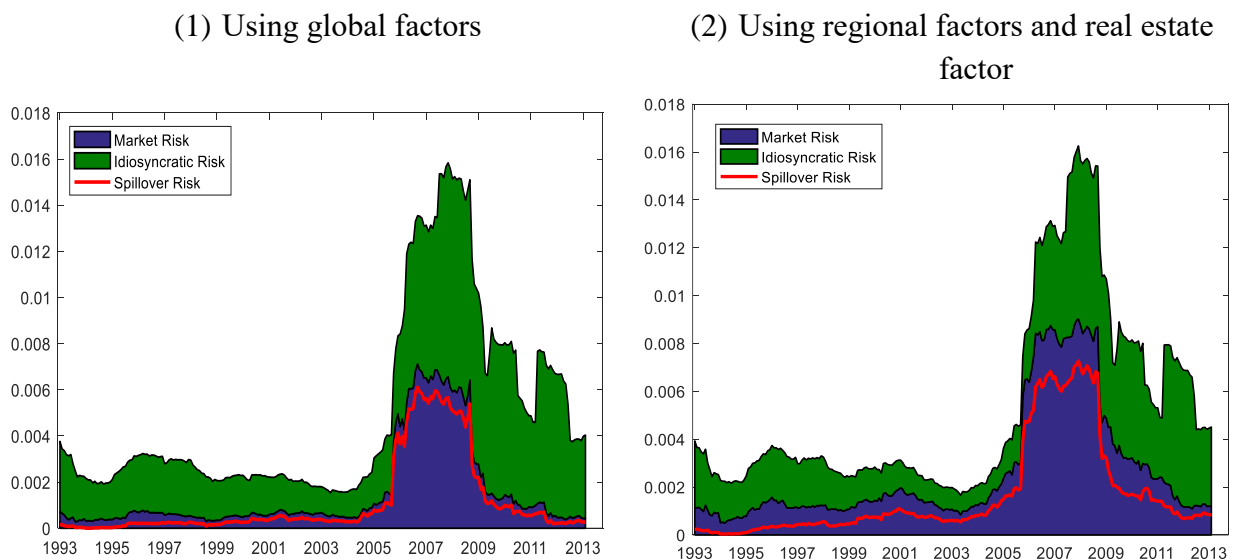 (1) Using global factors
0.018
0.016
0.014
0.012
0.01
0.008
0.006
0.004
0.002
0
Market Risk
Idiosyncratic Risk
Spillover Risk
1993 1995 1997 1999 2001 2003 2005 2007 2009 2011 2013
(2) Using regional factors and real estate
factor
0.018
0.016
0.014
0.012
0.01
0.008
0.006
0.004
0.002
0
Market Risk
Idiosyncratic Risk
Spillover Risk
1993 1995 1997 1999 2001 2003 2005 2007 2009 2011 2013